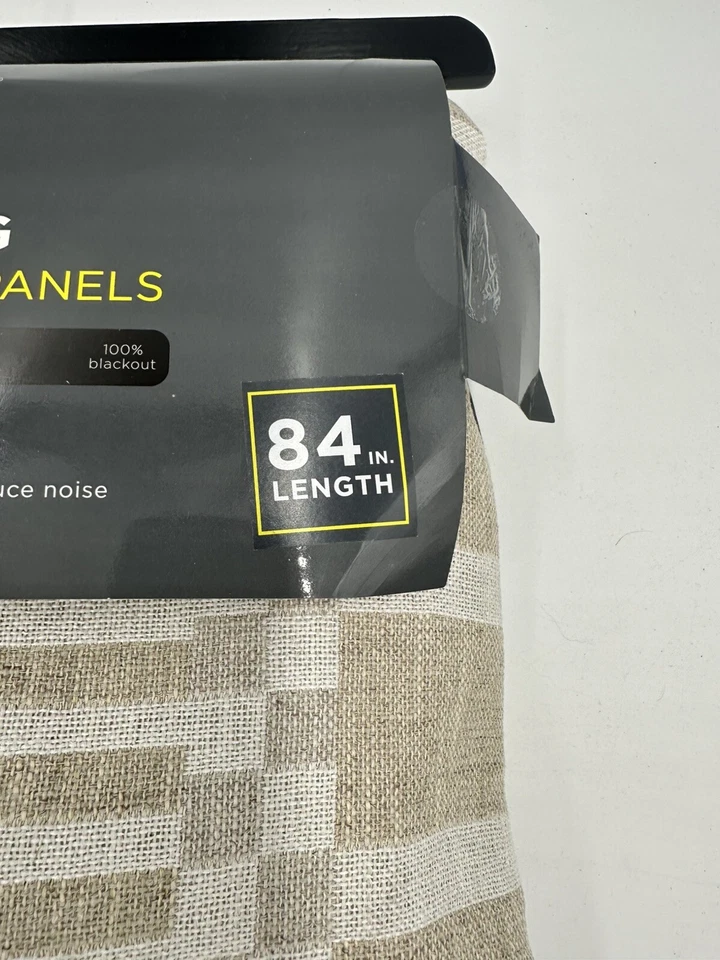 G
PANELS
100%
blackout
84 IN.
LENGTH
uce noise